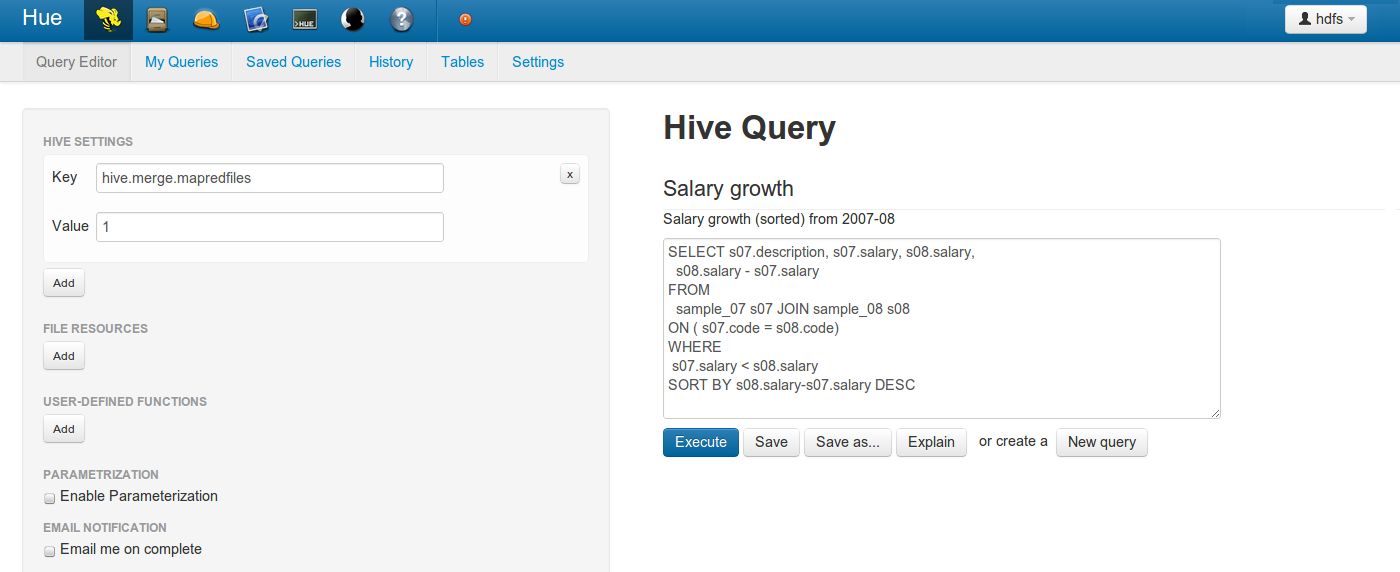 Hue
>HUE
?
hdfs
Query Editor
My Queries
Saved Queries
History
Tables
Settings
HIVE SETTINGS
Key
hive.merge.mapredfiles
x
Value
1
Add
FILE RESOURCES
Add
USER-DEFINED FUNCTIONS
Add
PARAMETRIZATION
Enable Parameterization
EMAIL NOTIFICATION
Email me on complete
Hive Query
Salary growth
Salary growth (sorted) from 2007-08
SELECT s07.description, s07.salary, s08.salary,
s08.salary - s07.salary
FROM
sample_07 s07 JOIN sample_08 s08
ON ( s07.code = s08.code)
WHERE
s07.salary < s08.salary
SORT BY s08.salary-s07.salary DESC
Execute
Save
Save as...
Explain
or create a
New query